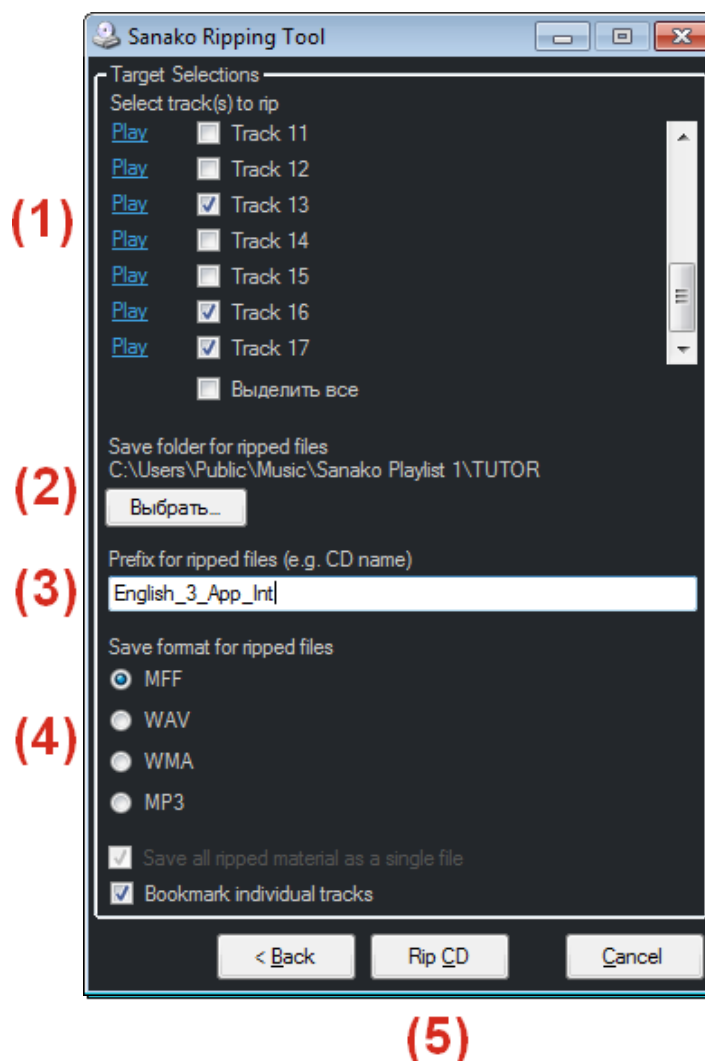 Sanako Ripping Tool
Target Selections
Select track(s) to rip
Play Track 11
Play Track 12
(1)
Play Track 13
Play Track 14
Play Track 15
Play Track 16
Play Track 17
Выделить все
Save folder for ripped files
C:\Users\Public\Music\Sanako Playlist 1\TUTOR
(2)
Выбрать...
Prefix for ripped files (e.g. CD name)
(3)
English_3_App_Int
Save format for ripped files
MFF
WAV
(4)
WMA
MP3
Save all ripped material as a single file
Bookmark individual tracks
< Back Rip CD Cancel
(5)